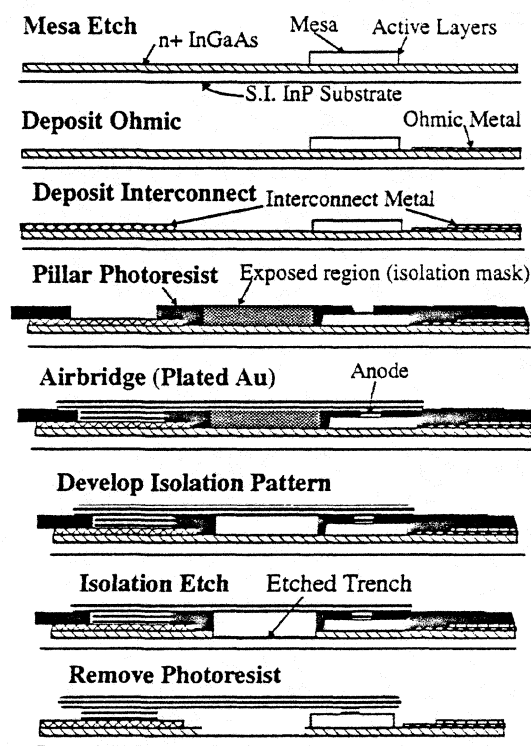 Mesa Etch
n+ InGaAs
Mesa
Active Layers
S.I. InP Substrate
Deposit Ohmic
Ohmic Metal
Deposit Interconnect
Interconnect Metal
Pillar Photoresist
Exposed region (isolation mask)
Airbridge (Plated Au)
Anode
Develop Isolation Pattern
Isolation Etch
Etched Trench
Remove Photoresist